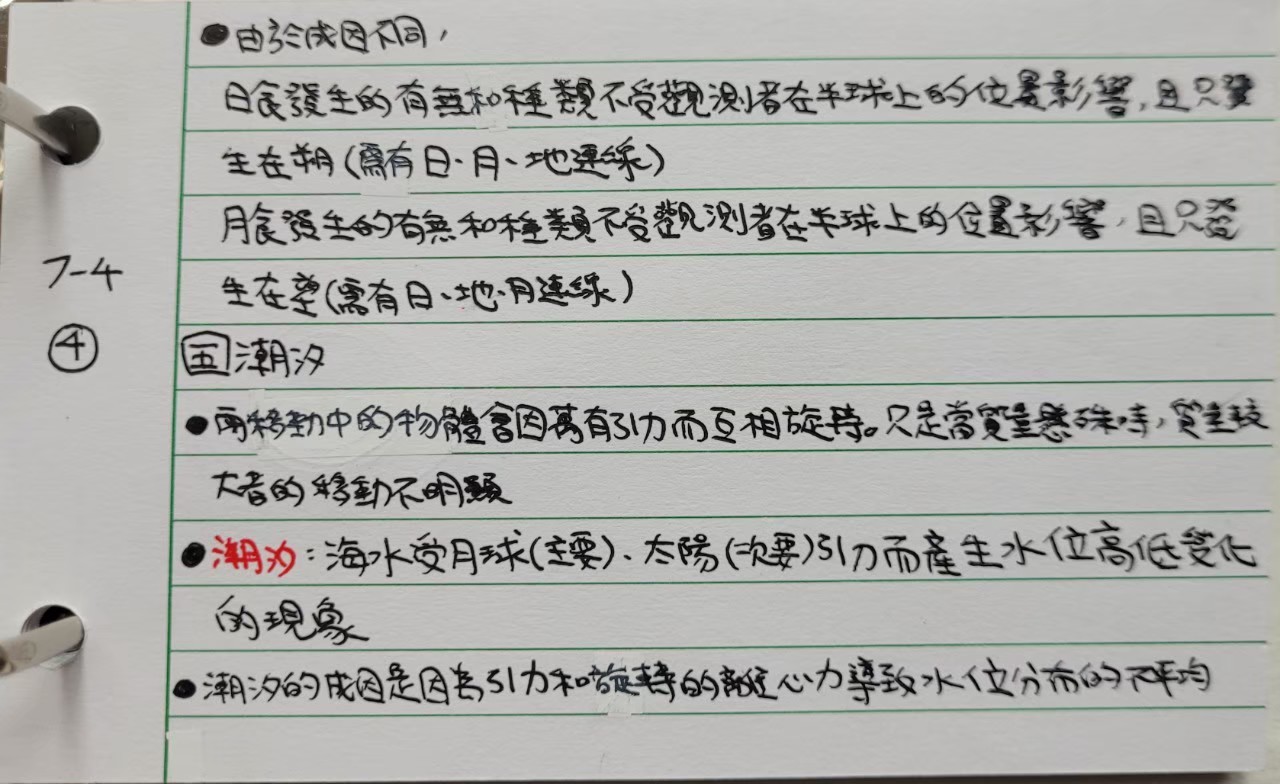 ●由於成因不同，
日食發生的有無和種類不受觀測者在半球上的位置影響，且只發
生在朔(需有日、月、地連線)
月食發生的有無和種類不受觀測者在半球上的位置影響，且只發
7-4
生在望(需有日、地、月連線)
④
五 潮汐
●兩移動中的物體會因萬有引力而互相旋轉。只是當質量懸殊時，質量較
大者的移動不明顯
●潮汐：海水受月球(主要)、太陽(次要)引力而產生水位高低變化
的現象
●潮汐的成因是因為引力和旋轉的離心力導致水位分布的不平均